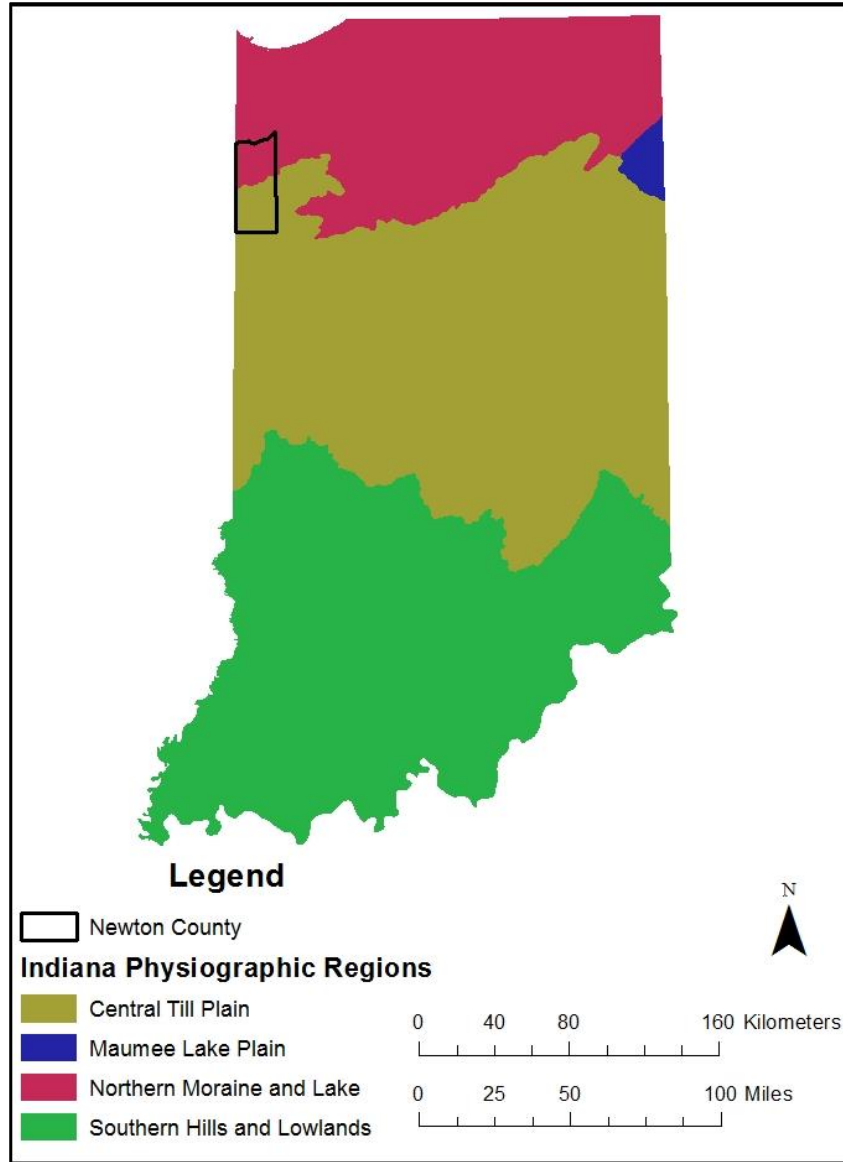 Legend
N
Newton County
Indiana Physiographic Regions
Central Till Plain
Maumee Lake Plain
Northern Moraine and Lake
Southern Hills and Lowlands
0 40 80 160 Kilometers
0 25 50 100 Miles